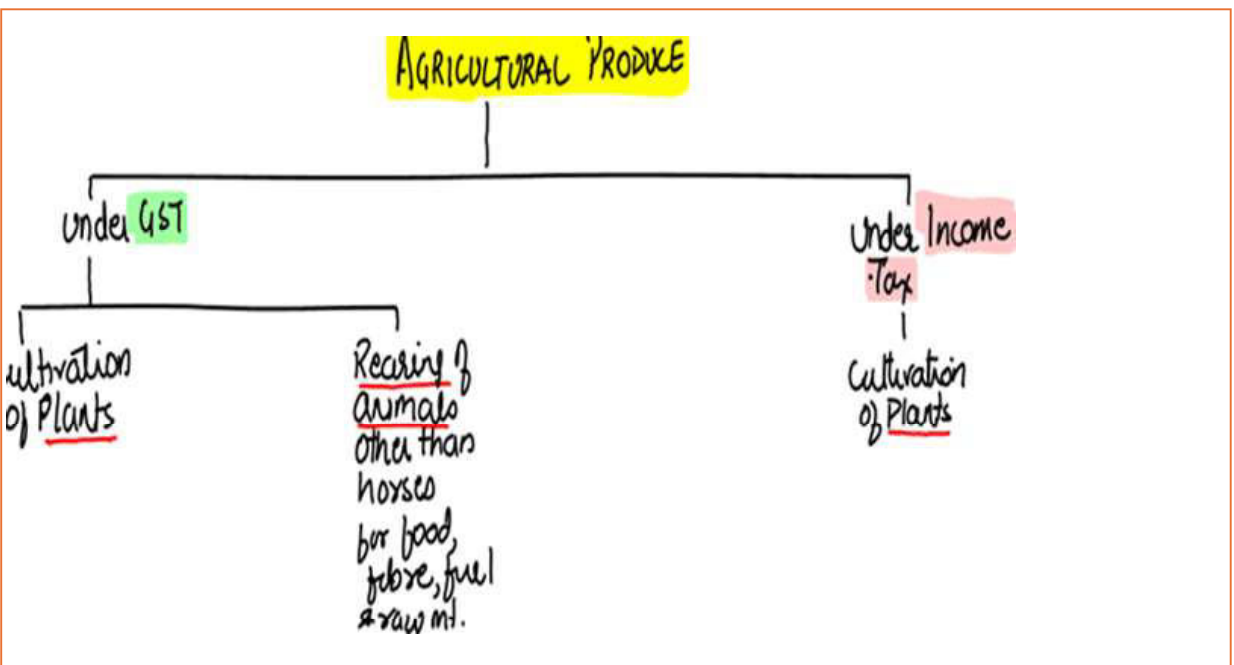 AGRICULTURAL PRODUCE
Under GST
Under Income
Tax
ultivation
of Plants
Rearing of
animals
other than
horses
for food,
fibre, fuel
& raw mt.
Cultivation
of Plants